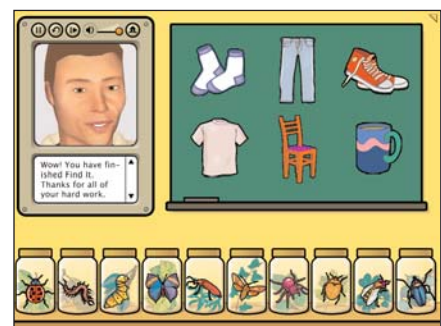 Wow! You have fin-
ished Find It.
Thanks for all of
your hard work.